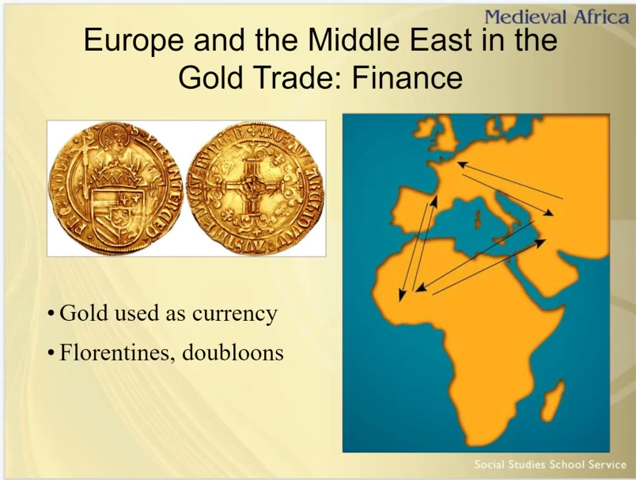 Medieval Africa
Europe and the Middle East in the
Gold Trade: Finance
• Gold used as currency
• Florentines, doubloons
Social Studies School Service